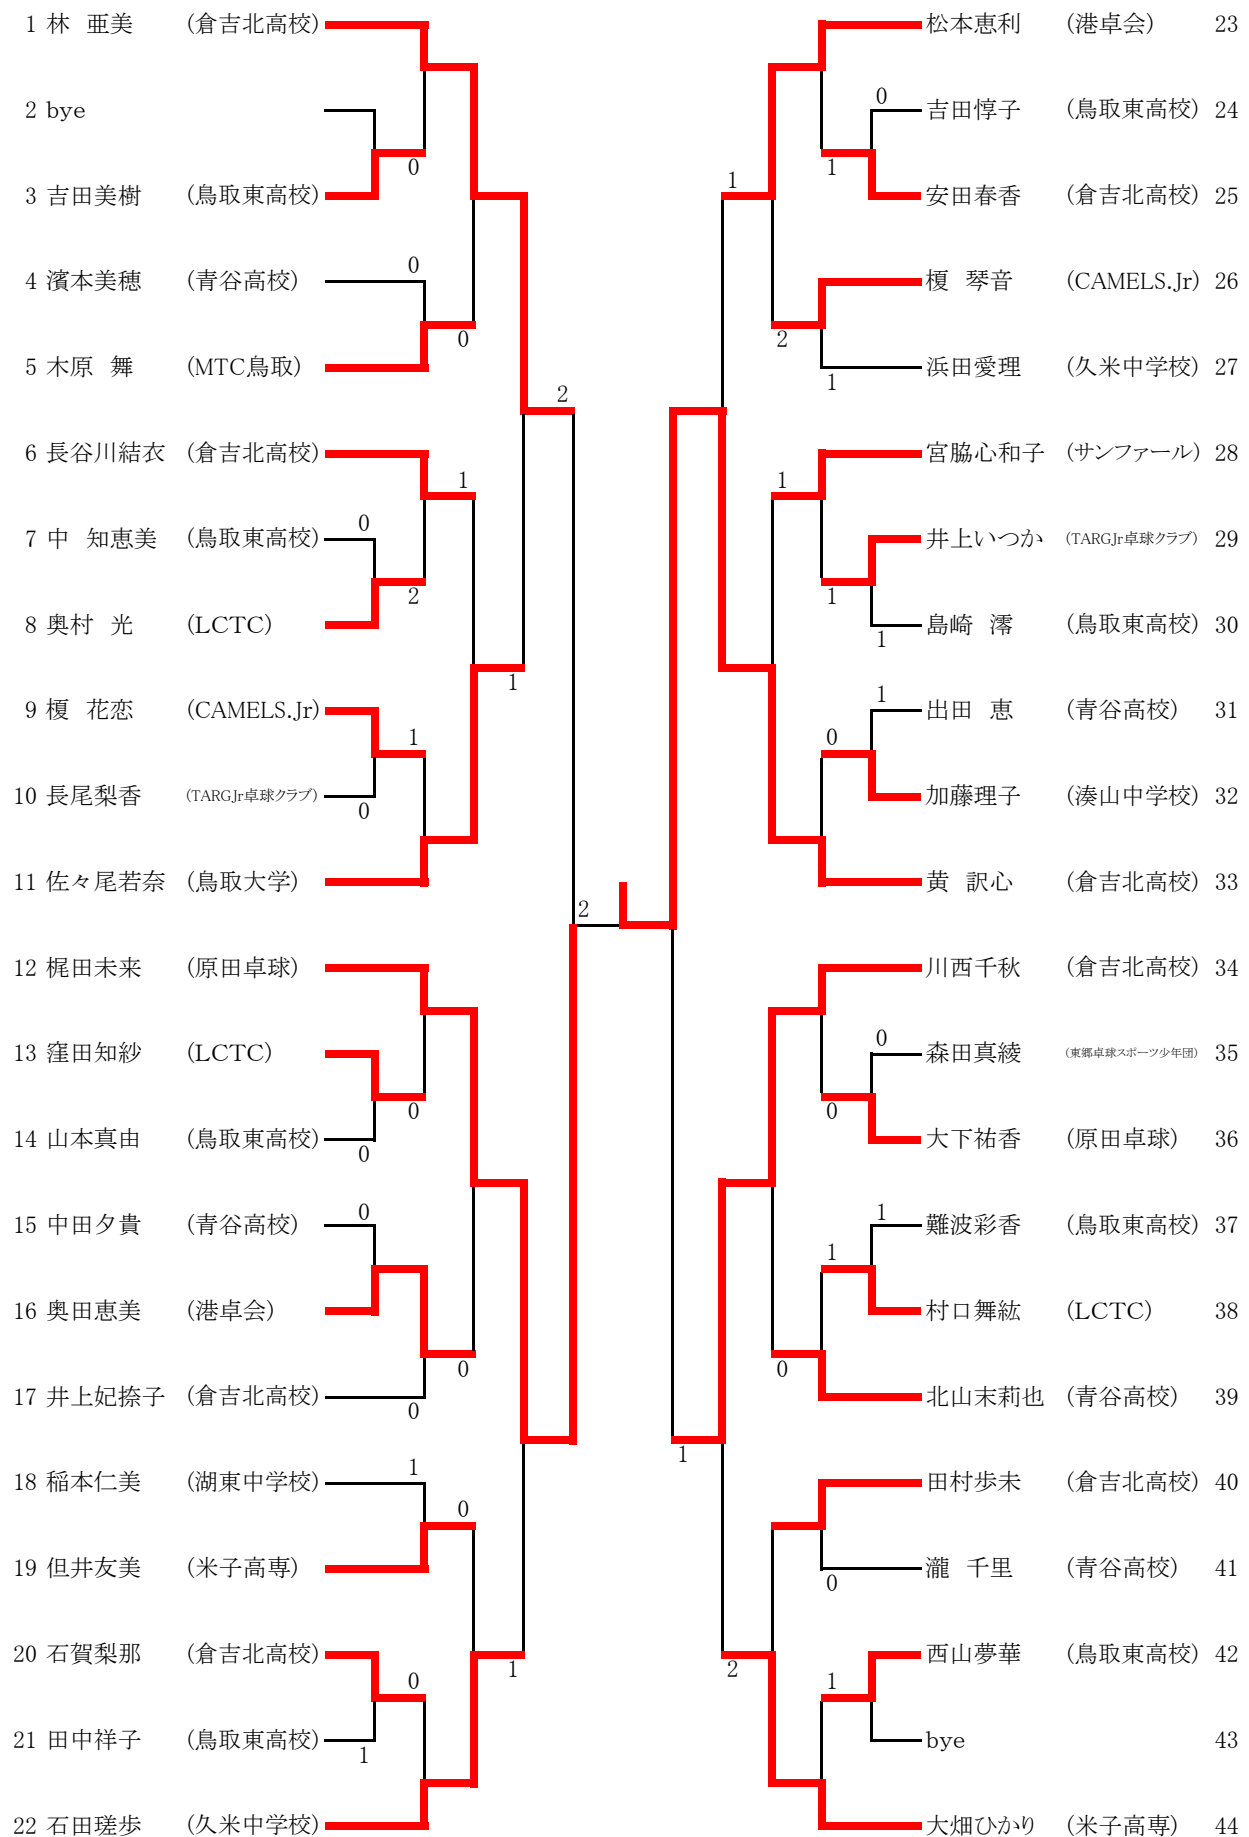 1 林 亜美 (倉吉北高校)
2 bye
0
3 吉田美樹 (鳥取東高校)
0
4 濱本美穂 (青谷高校)
0
5 木原 舞 (MTC鳥取)
2
6 長谷川結衣 (倉吉北高校)
1
0
7 中 知恵美 (鳥取東高校)
2
8 奥村 光 (LCTC)
1
9 榎 花恋 (CAMELS.Jr)
1
10 長尾梨香 (TARGJr卓球クラブ)
0
11 佐々尾若奈 (鳥取大学)
2
12 梶田未来 (原田卓球)
13 窪田知紗 (LCTC)
0
14 山本真由 (鳥取東高校)
0
0
15 中田夕貴 (青谷高校)
16 奥田恵美 (港卓会)
0
17 井上妃捺子 (倉吉北高校)
0
1
18 稲本仁美 (湖東中学校)
0
19 但井友美 (米子高専)
20 石賀梨那 (倉吉北高校)
1
0
21 田中祥子 (鳥取東高校)
1
22 石田瑳歩 (久米中学校)
松本恵利 (港卓会) 23
0
吉田惇子 (鳥取東高校) 24
1
1
安田春香 (倉吉北高校) 25
榎 琴音 (CAMELS.Jr) 26
2
浜田愛理 (久米中学校) 27
1
宮脇心和子 (サンファール) 28
1
井上いつか (TARGJr卓球クラブ) 29
1
島崎 澪 (鳥取東高校) 30
1
1
出田 恵 (青谷高校) 31
0
加藤理子 (湊山中学校) 32
黄 訳心 (倉吉北高校) 33
川西千秋 (倉吉北高校) 34
0
森田真綾 (東郷卓球スポーツ少年団) 35
0
大下祐香 (原田卓球) 36
1
難波彩香 (鳥取東高校) 37
1
村口舞紘 (LCTC) 38
0
北山末莉也 (青谷高校) 39
1
田村歩未 (倉吉北高校) 40
瀧 千里 (青谷高校) 41
0
西山夢華 (鳥取東高校) 42
2
1
bye 43
大畑ひかり (米子高専) 44